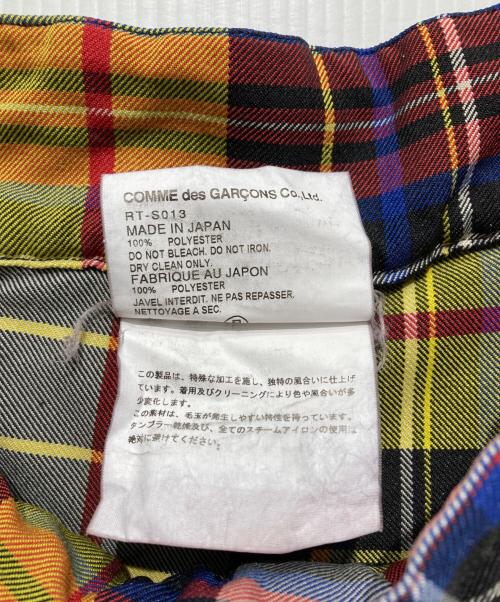 COMME des GARÇONS Co.,Ltd.
RT-S013
MADE IN JAPAN
100% POLYESTER
DO NOT BLEACH. DO NOT IRON.
DRY CLEAN ONLY.
FABRIQUE AU JAPON
100% POLYESTER
JAVEL INTERDIT. NE PAS REPASSER.
NETTOYAGE A SEC.
この製品は、特殊な加工を施し、独特の風合いに仕上げ
ています。着用及びクリーニングにより色や風合いが多
少変化します。
この素材は、毛玉が発生しやすい特性を持っています。
タンブラー乾燥及び、全てのスチームアイロンの使用は
絶対に避けてください。